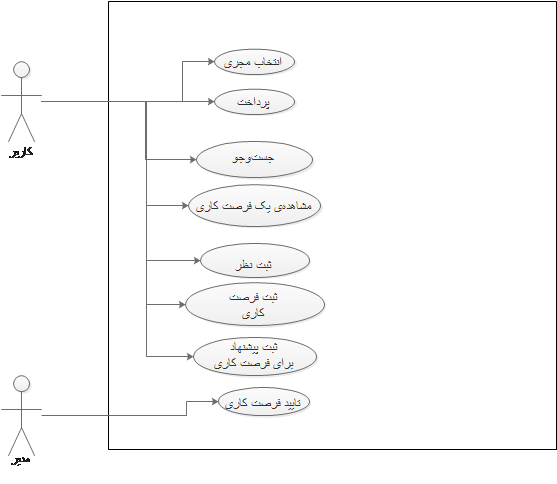 انتخاب مجری
پرداخت
کاربر
جست‌وجو
مشاهده‌ی یک فرصت کاری
ثبت نظر
ثبت فرصت
کاری
ثبت پیشنهاد
برای فرصت کاری
تایید فرصت کاری
مدیر